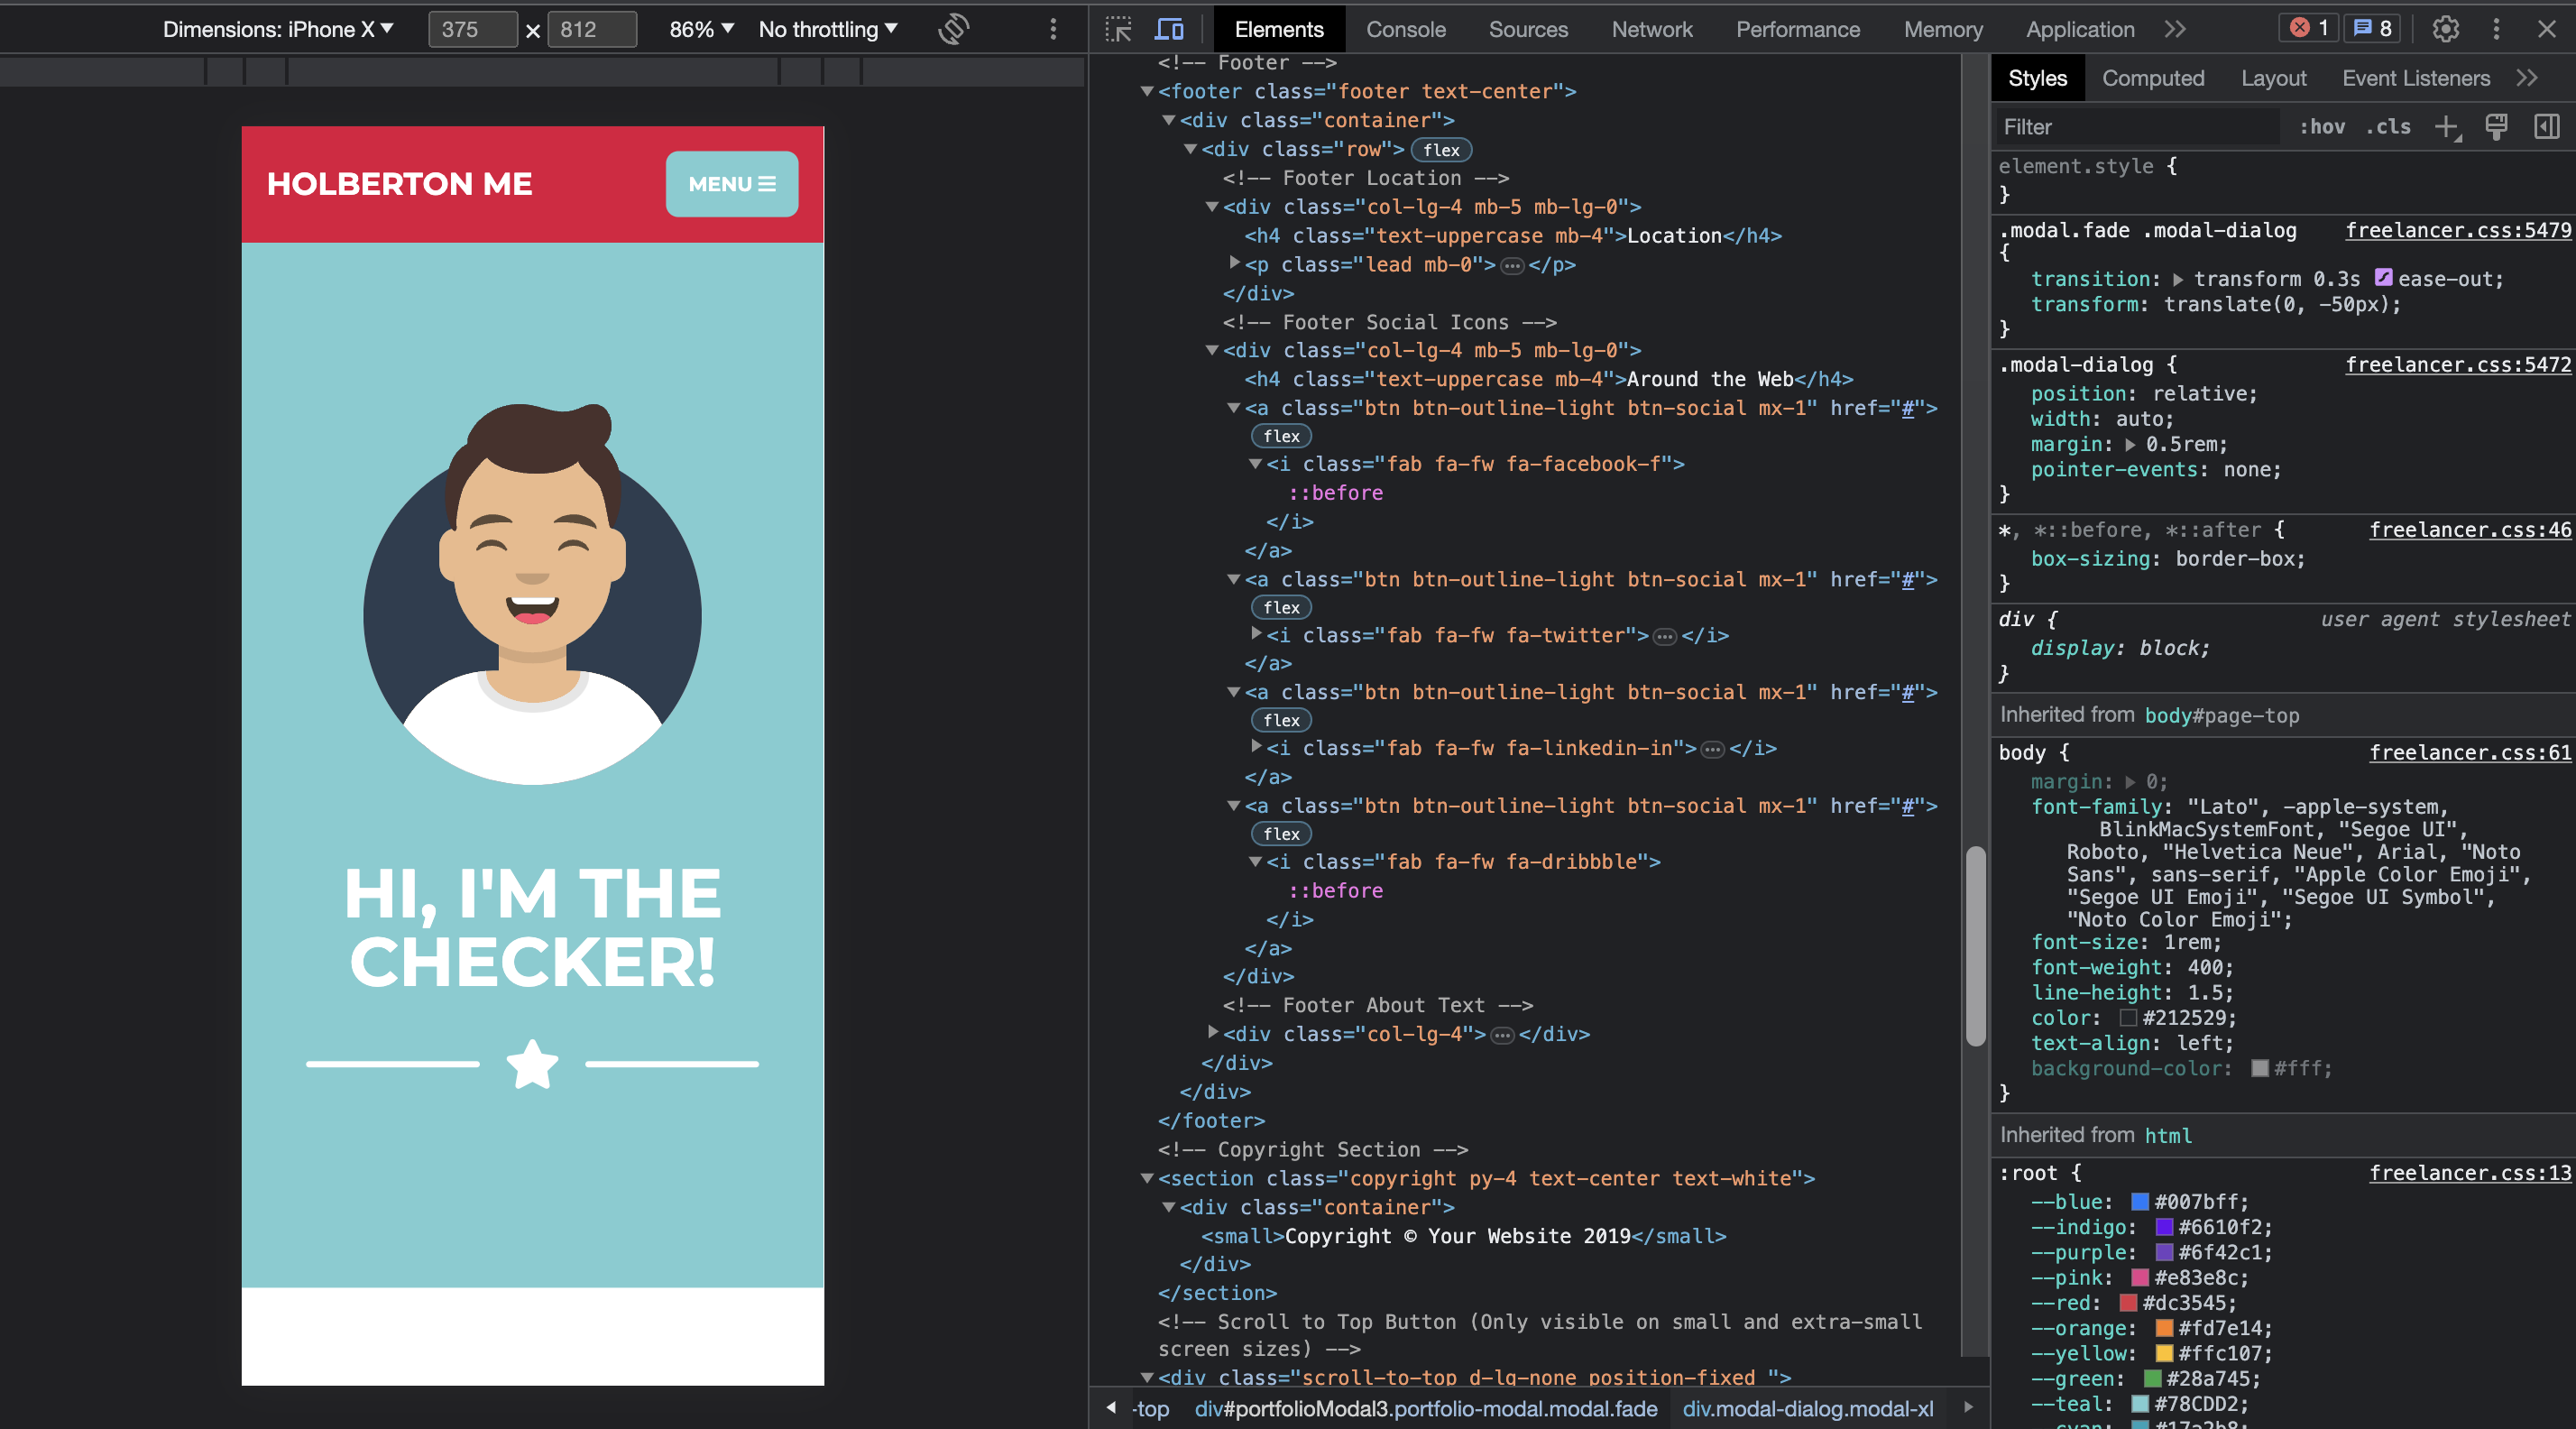 Dimensions: iPhone X 375 × 812 86% No throttling
HOLBERTON ME
MENU
HI, I'M THE
CHECKER!
Elements Console Sources Network Performance Memory Application 1 8
<!-- Footer -->
<footer class="footer text-center">
<div class="container">
<div class="row"> flex
<!-- Footer Location -->
<div class="col-lg-4 mb-5 mb-lg-0">
<h4 class="text-uppercase mb-4">Location</h4>
<p class="lead mb-0">…</p>
</div>
<!-- Footer Social Icons -->
<div class="col-lg-4 mb-5 mb-lg-0">
<h4 class="text-uppercase mb-4">Around the Web</h4>
<a class="btn btn-outline-light btn-social mx-1" href="#">
flex
<i class="fab fa-fw fa-facebook-f">
::before
</i>
</a>
<a class="btn btn-outline-light btn-social mx-1" href="#">
flex
<i class="fab fa-fw fa-twitter">…</i>
</a>
<a class="btn btn-outline-light btn-social mx-1" href="#">
flex
<i class="fab fa-fw fa-linkedin-in">…</i>
</a>
<a class="btn btn-outline-light btn-social mx-1" href="#">
flex
<i class="fab fa-fw fa-dribbble">
::before
</i>
</a>
</div>
<!-- Footer About Text -->
<div class="col-lg-4">…</div>
</div>
</div>
</footer>
<!-- Copyright Section -->
<section class="copyright py-4 text-center text-white">
<div class="container">
<small>Copyright © Your Website 2019</small>
</div>
</section>
<!-- Scroll to Top Button (Only visible on small and extra-small
screen sizes) -->
<div class="scroll-to-top d-lg-none position-fixed ">
-top div#portfolioModal3.portfolio-modal.modal.fade div.modal-dialog.modal-xl
Styles Computed Layout Event Listeners
Filter :hov .cls
element.style {
}
.modal.fade .modal-dialog freelancer.css:5479
{
transition: transform 0.3s ease-out;
transform: translate(0, -50px);
}
.modal-dialog { freelancer.css:5472
position: relative;
width: auto;
margin: 0.5rem;
pointer-events: none;
}
*, *::before, *::after { freelancer.css:46
box-sizing: border-box;
}
div { user agent stylesheet
display: block;
}
Inherited from body#page-top
body { freelancer.css:61
margin: 0;
font-family: "Lato", -apple-system,
BlinkMacSystemFont, "Segoe UI",
Roboto, "Helvetica Neue", Arial, "Noto
Sans", sans-serif, "Apple Color Emoji",
"Segoe UI Emoji", "Segoe UI Symbol",
"Noto Color Emoji";
font-size: 1rem;
font-weight: 400;
line-height: 1.5;
color: #212529;
text-align: left;
background-color: #fff;
}
Inherited from html
:root { freelancer.css:13
--blue: #007bff;
--indigo: #6610f2;
--purple: #6f42c1;
--pink: #e83e8c;
--red: #dc3545;
--orange: #fd7e14;
--yellow: #ffc107;
--green: #28a745;
--teal: #78CDD2;
--cyan: #17a2b8;